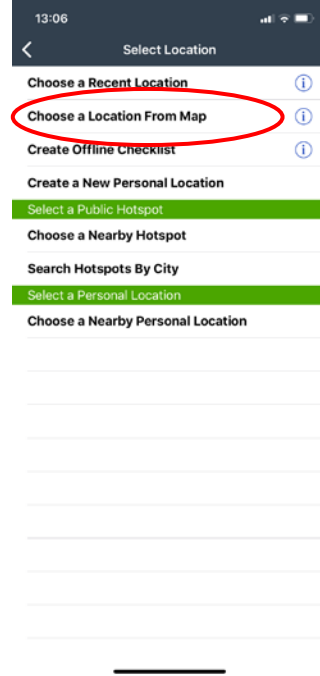 13:06
Select Location
Choose a Recent Location
Choose a Location From Map
Create Offline Checklist
Create a New Personal Location
Select a Public Hotspot
Choose a Nearby Hotspot
Search Hotspots By City
Select a Personal Location
Choose a Nearby Personal Location